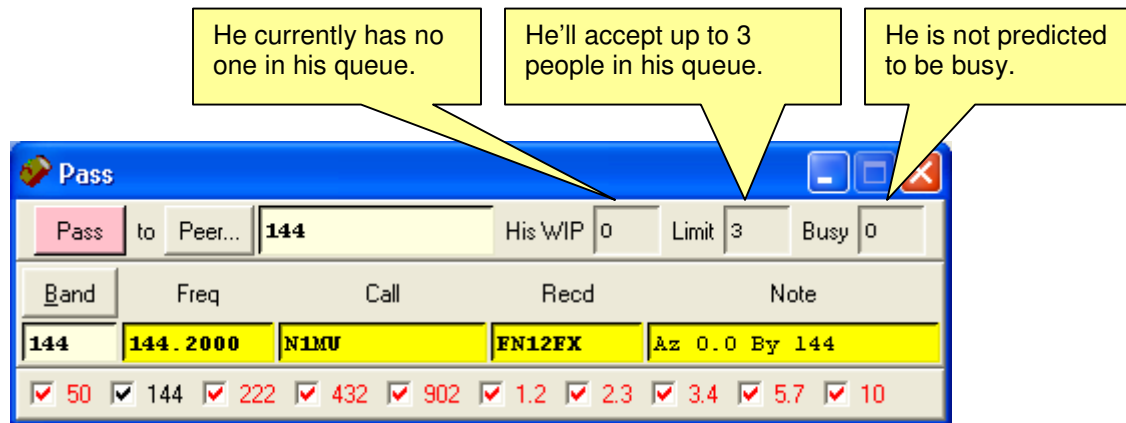 He currently has no
one in his queue.
He'll accept up to 3
people in his queue.
He is not predicted
to be busy.
Pass
Pass to Peer... 144 His WIP 0 Limit 3 Busy 0
Band Freq Call Recd Note
144 144.2000 N1MU FN12FX Az 0.0 By 144
50 144 222 432 902 1.2 2.3 3.4 5.7 10